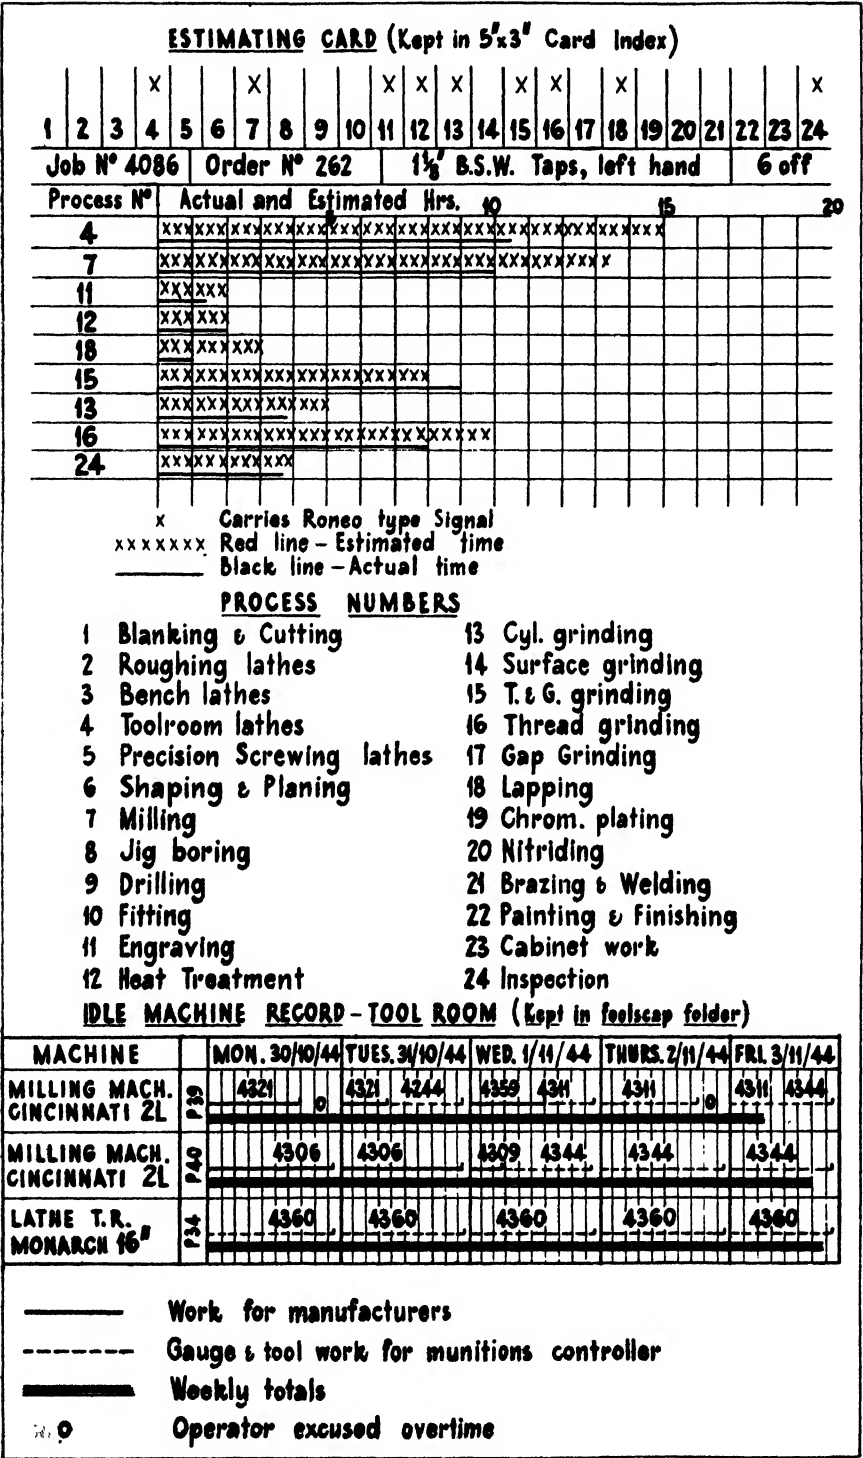 ESTIMATING CARD (Kept in 5"x3" Card Index)
x x x x x x x x x
1 2 3 4 5 6 7 8 9 10 11 12 13 14 15 16 17 18 19 20 21 22 23 24
Job Nº 4086 Order Nº 262 1⅛" B.S.W. Taps, left hand 6 off
Process Nº Actual and Estimated Hrs. 10 15 20
4
7
11
12
18
15
13
16
24
x Carries Roneo type Signal
xxxxxxx Red line - Estimated time
Black line - Actual time
PROCESS NUMBERS
1 Blanking & Cutting
2 Roughing lathes
3 Bench lathes
4 Toolroom lathes
5 Precision Screwing lathes
6 Shaping & Planing
7 Milling
8 Jig boring
9 Drilling
10 Fitting
11 Engraving
12 Heat Treatment
13 Cyl. grinding
14 Surface grinding
15 T. & G. grinding
16 Thread grinding
17 Gap Grinding
18 Lapping
19 Chrom. plating
20 Nitriding
21 Brazing & Welding
22 Painting & Finishing
23 Cabinet work
24 Inspection
IDLE MACHINE RECORD - TOOL ROOM (Kept in foolscap folder)
MACHINE MON. 30/10/44 TUES. 31/10/44 WED. 1/11/44 THURS. 2/11/44 FRI. 3/11/44
MILLING MACH. CINCINNATI 2L P39 4321 O 4321 4244 4359 4311 4311 O 4311 4344
MILLING MACH. CINCINNATI 2L P40 4306 4306 4309 4344 4344 4344
LATHE T.R. MONARCH 16" P34 4360 4360 4360 4360 4360
Work for manufacturers
Gauge & tool work for munitions controller
Weekly totals
O Operator excused overtime